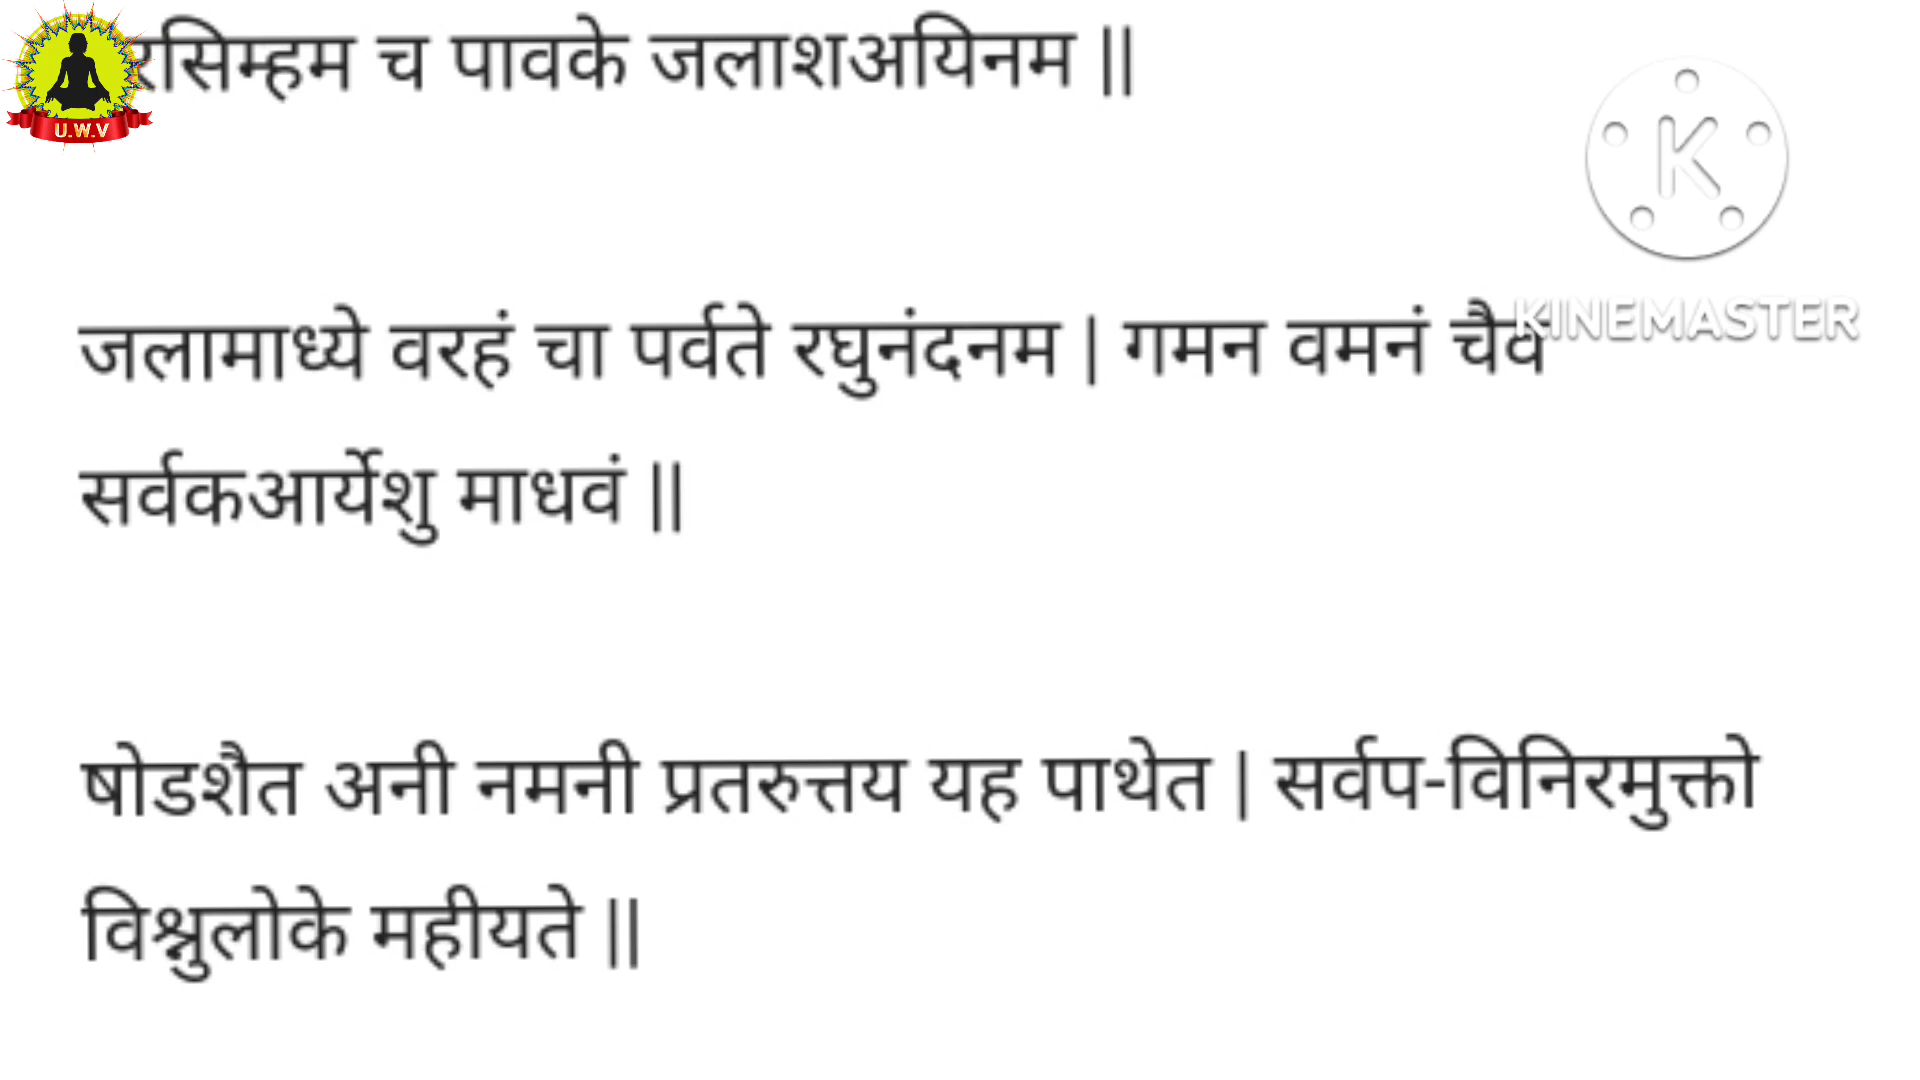 रसिम्हम च पावके जलाशअयिनम ||
जलामाध्ये वरहं चा पर्वते रघुनंदनम | गमन वमनं चैव
सर्वकआर्येशु माधवं ||
षोडशैत अनी नमनी प्रतरुत्तय यह पाथेत | सर्वप-विनिरमुक्तो
विश्नुलोके महीयते ||
U.W.V
K
KINEMASTER